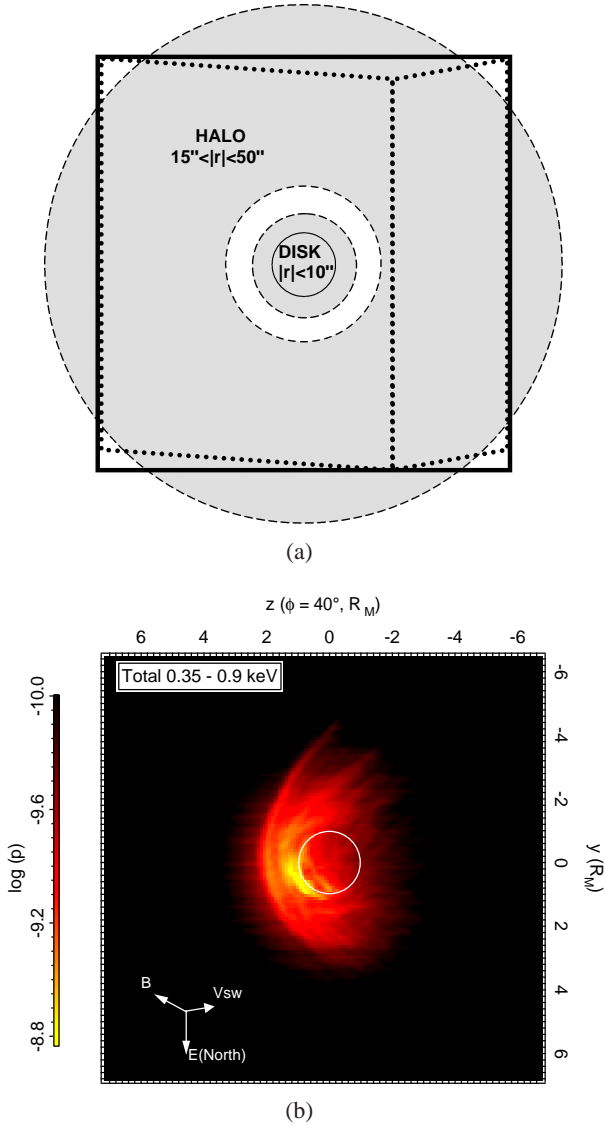 HALO
15"<|r|<50"
DISK
|r|<10"
(a)
z (ϕ = 40°, R_M)
6 4 2 0 -2 -4 -6
Total 0.35 - 0.9 keV
-10.0
-9.6
-9.2
-8.8
log (p)
-6
-4
-2
0
2
4
6
y (R_M)
B
Vsw
E(North)
(b)